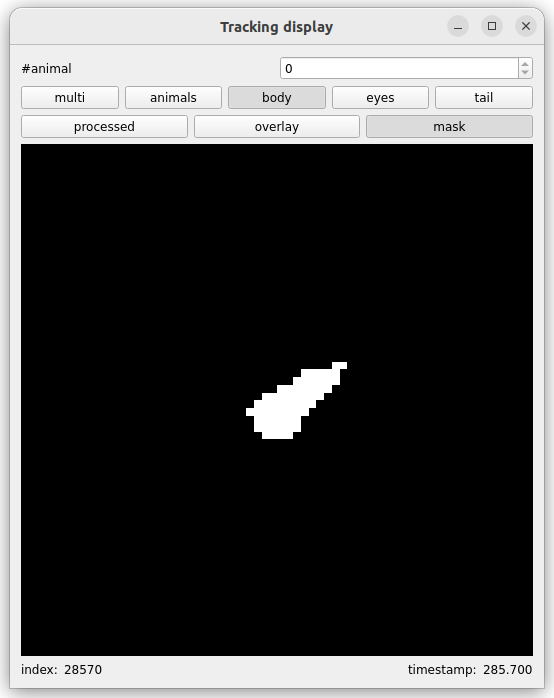 Tracking display
#animal 0
multi animals body eyes tail
processed overlay mask
index: 28570 timestamp: 285.700